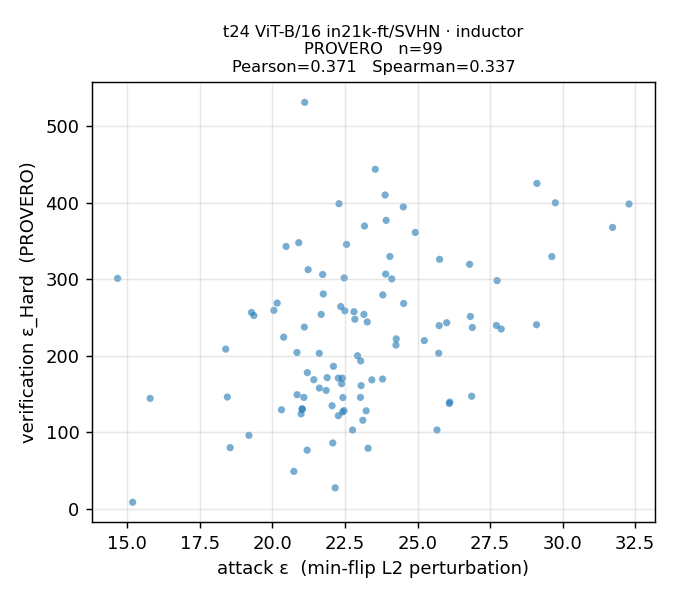 t24 ViT-B/16 in21k-ft/SVHN · inductor
PROVERO   n=99
Pearson=0.371   Spearman=0.337
500
400
300
200
100
0
verification ε_Hard  (PROVERO)
15.0 17.5 20.0 22.5 25.0 27.5 30.0 32.5
attack ε  (min-flip L2 perturbation)